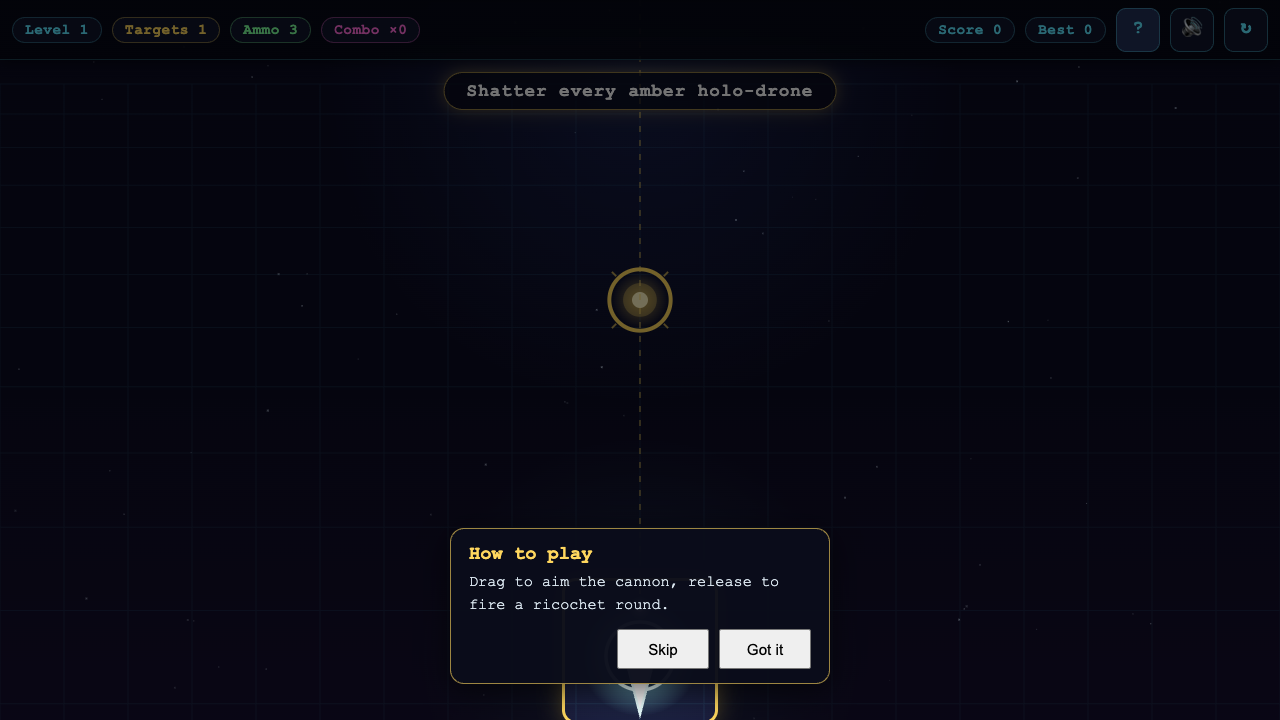 Level 1 Targets 1 Ammo 3 Combo ×0 Score 0 Best 0 ?
Shatter every amber holo-drone
How to play
Drag to aim the cannon, release to
fire a ricochet round.
Skip Got it